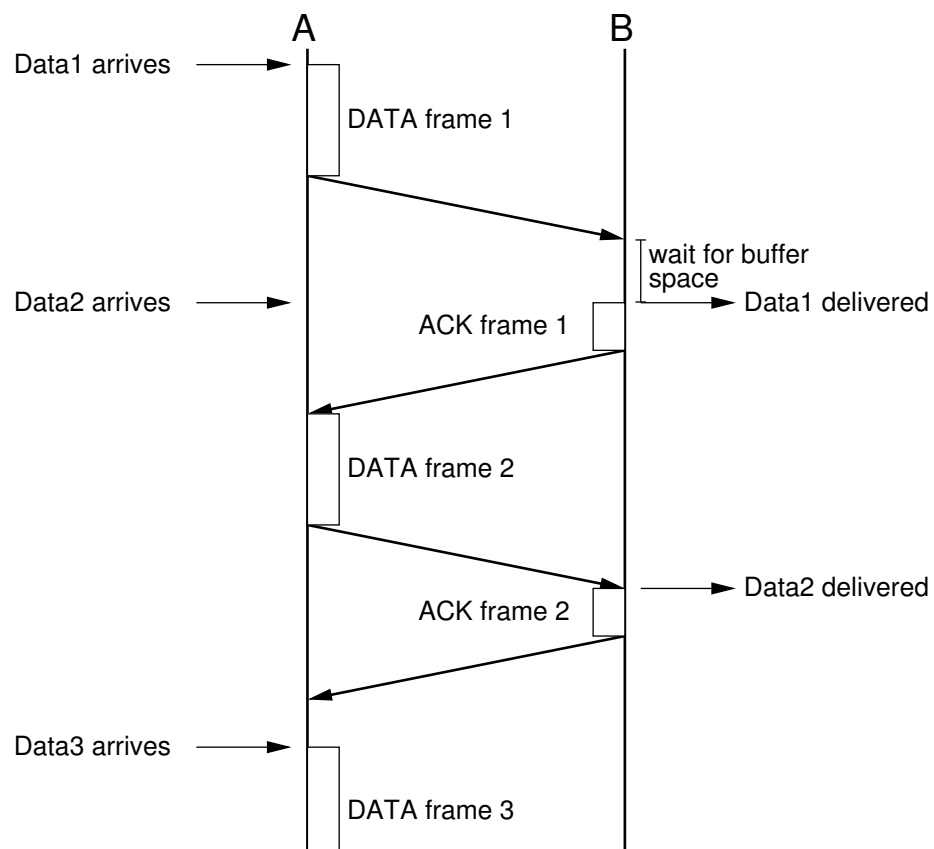 A B
Data1 arrives
DATA frame 1
wait for buffer
space
Data2 arrives
Data1 delivered
ACK frame 1
DATA frame 2
Data2 delivered
ACK frame 2
Data3 arrives
DATA frame 3